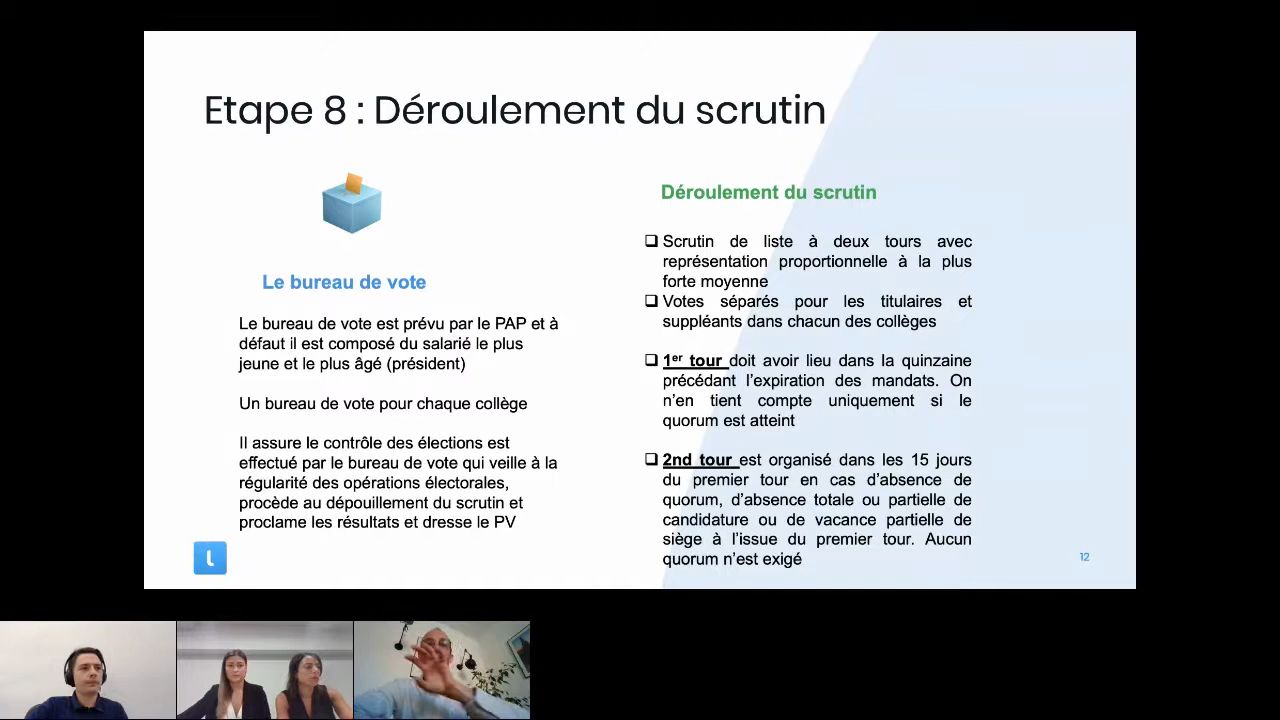 Etape 8 : Déroulement du scrutin
Le bureau de vote
Le bureau de vote est prévu par le PAP et à
défaut il est composé du salarié le plus
jeune et le plus âgé (président)
Un bureau de vote pour chaque collège
Il assure le contrôle des élections est
effectué par le bureau de vote qui veille à la
régularité des opérations électorales,
procède au dépouillement du scrutin et
proclame les résultats et dresse le PV
Déroulement du scrutin
❑ Scrutin de liste à deux tours avec
représentation proportionnelle à la plus
forte moyenne
❑ Votes séparés pour les titulaires et
suppléants dans chacun des collèges
❑ 1er tour doit avoir lieu dans la quinzaine
précédant l’expiration des mandats. On
n’en tient compte uniquement si le
quorum est atteint
❑ 2nd tour est organisé dans les 15 jours
du premier tour en cas d’absence de
quorum, d’absence totale ou partielle de
candidature ou de vacance partielle de
siège à l’issue du premier tour. Aucun
quorum n’est exigé
l
12